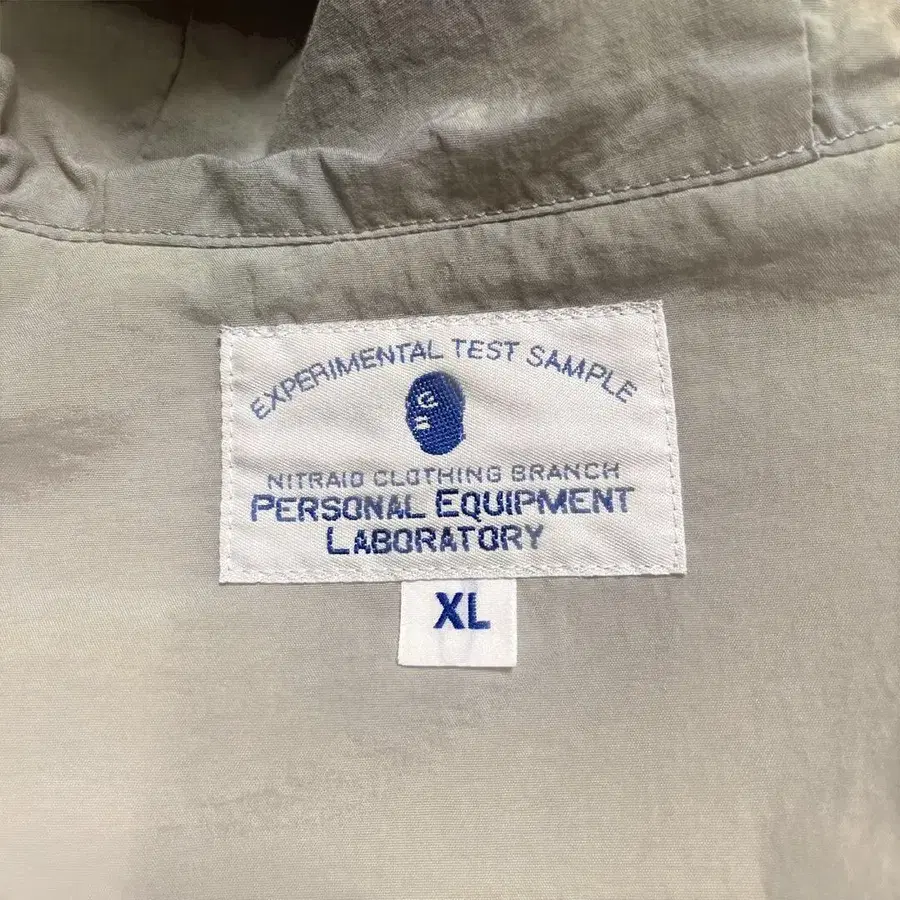 EXPERIMENTAL TEST SAMPLE
NITRAID CLOTHING BRANCH
PERSONAL EQUIPMENT
LABORATORY
XL